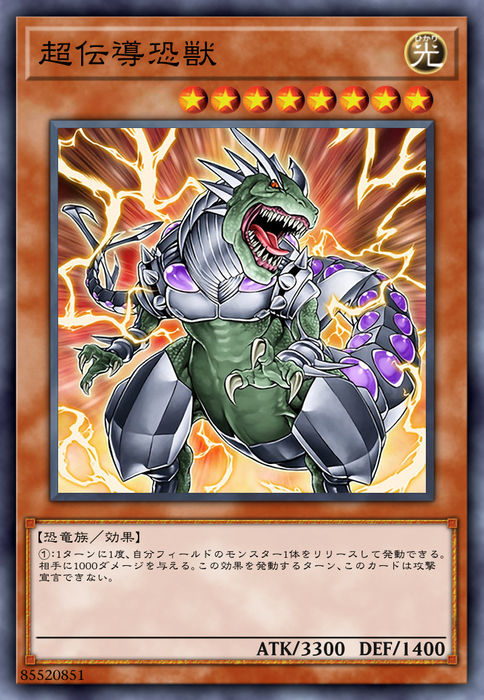 超伝導恐獣
ひかり
光
【恐竜族／効果】
①:1ターンに1度、自分フィールドのモンスター1体をリリースして発動できる。
相手に1000ダメージを与える。この効果を発動するターン、このカードは攻撃
宣言できない。
ATK/3300 DEF/1400
85520851